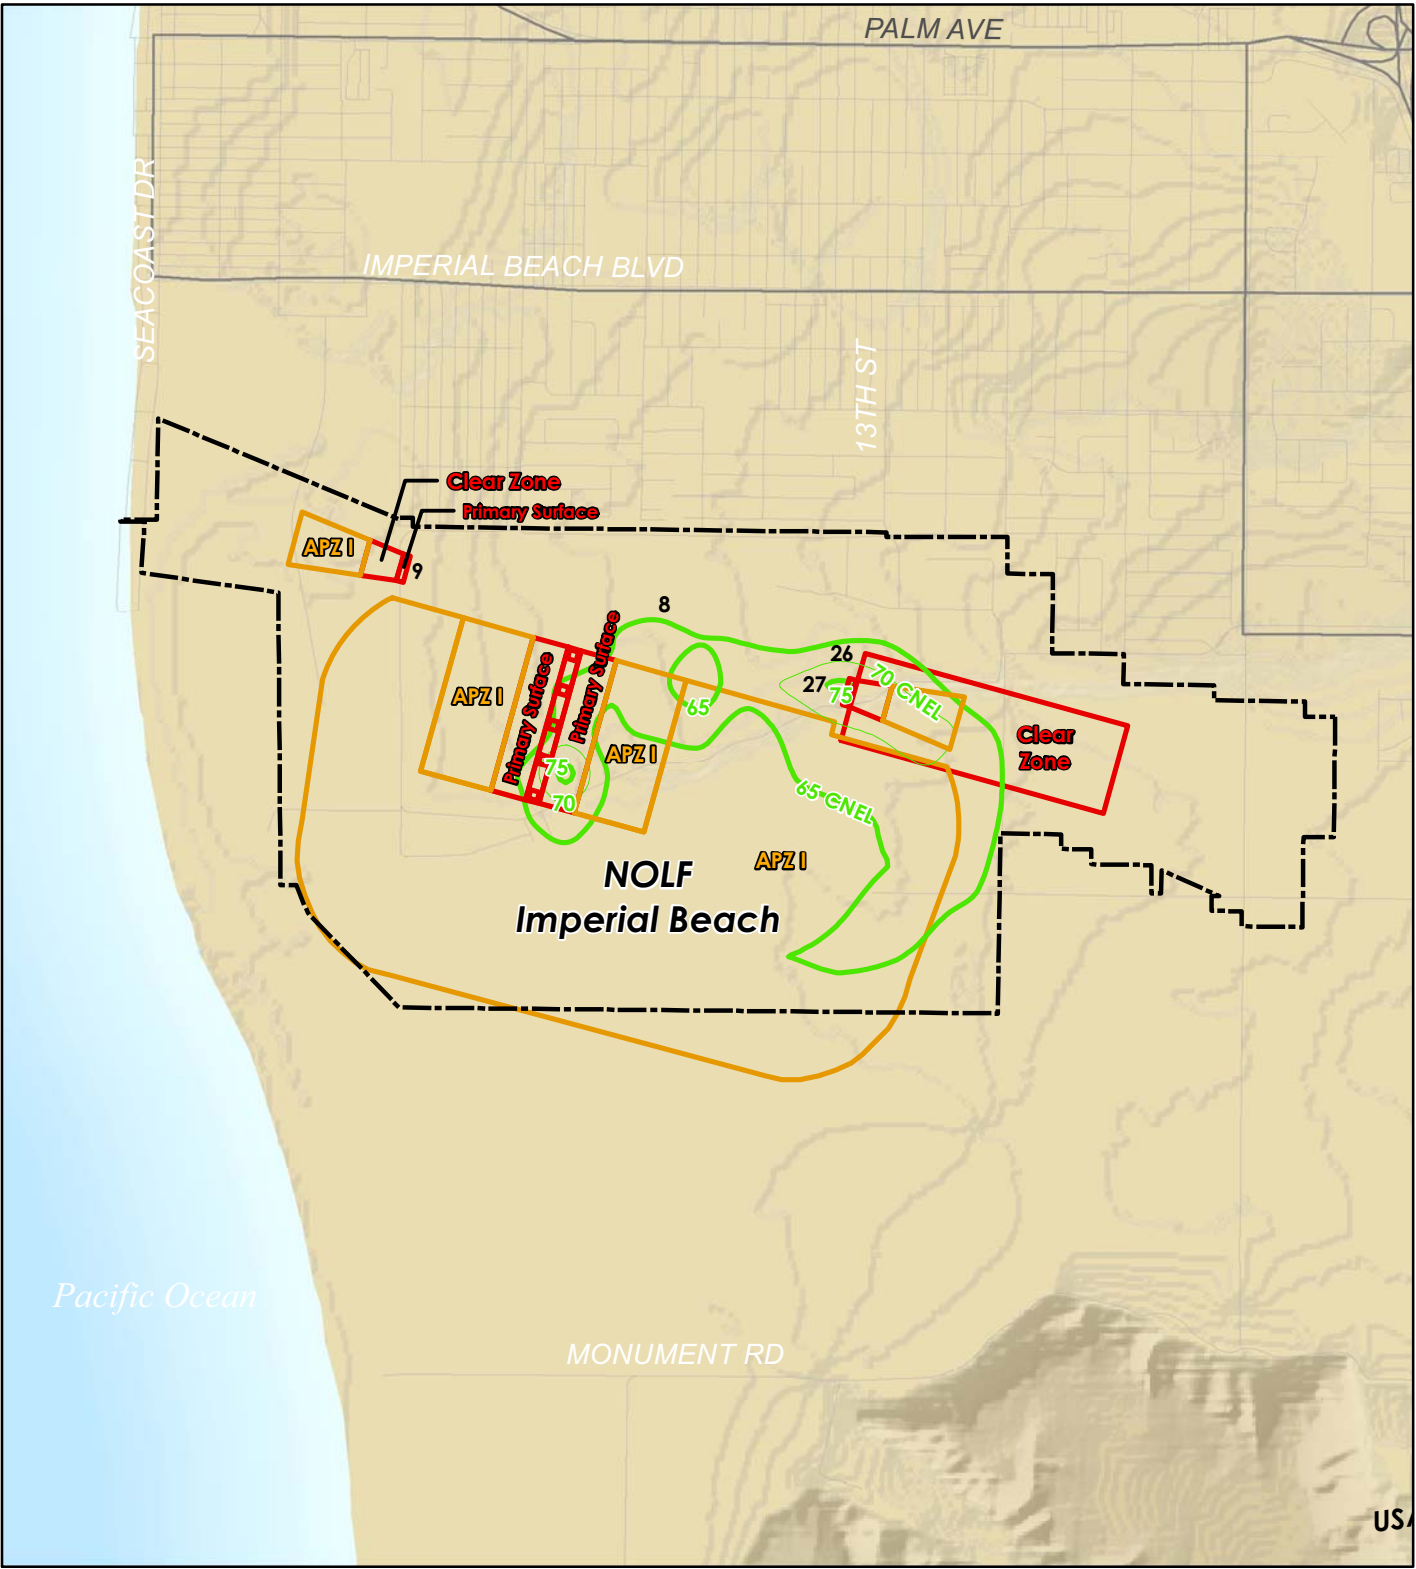 PALM AVE
SEACOAST DR
IMPERIAL BEACH BLVD
13TH ST
Clear Zone
Primary Surface
APZ I
9
8
Primary Surface
Primary Surface
26
27
75
70 CNEL
APZ I
65
Clear
Zone
APZ I
75
70
65 CNEL
APZ I
NOLF
Imperial Beach
Pacific Ocean
MONUMENT RD